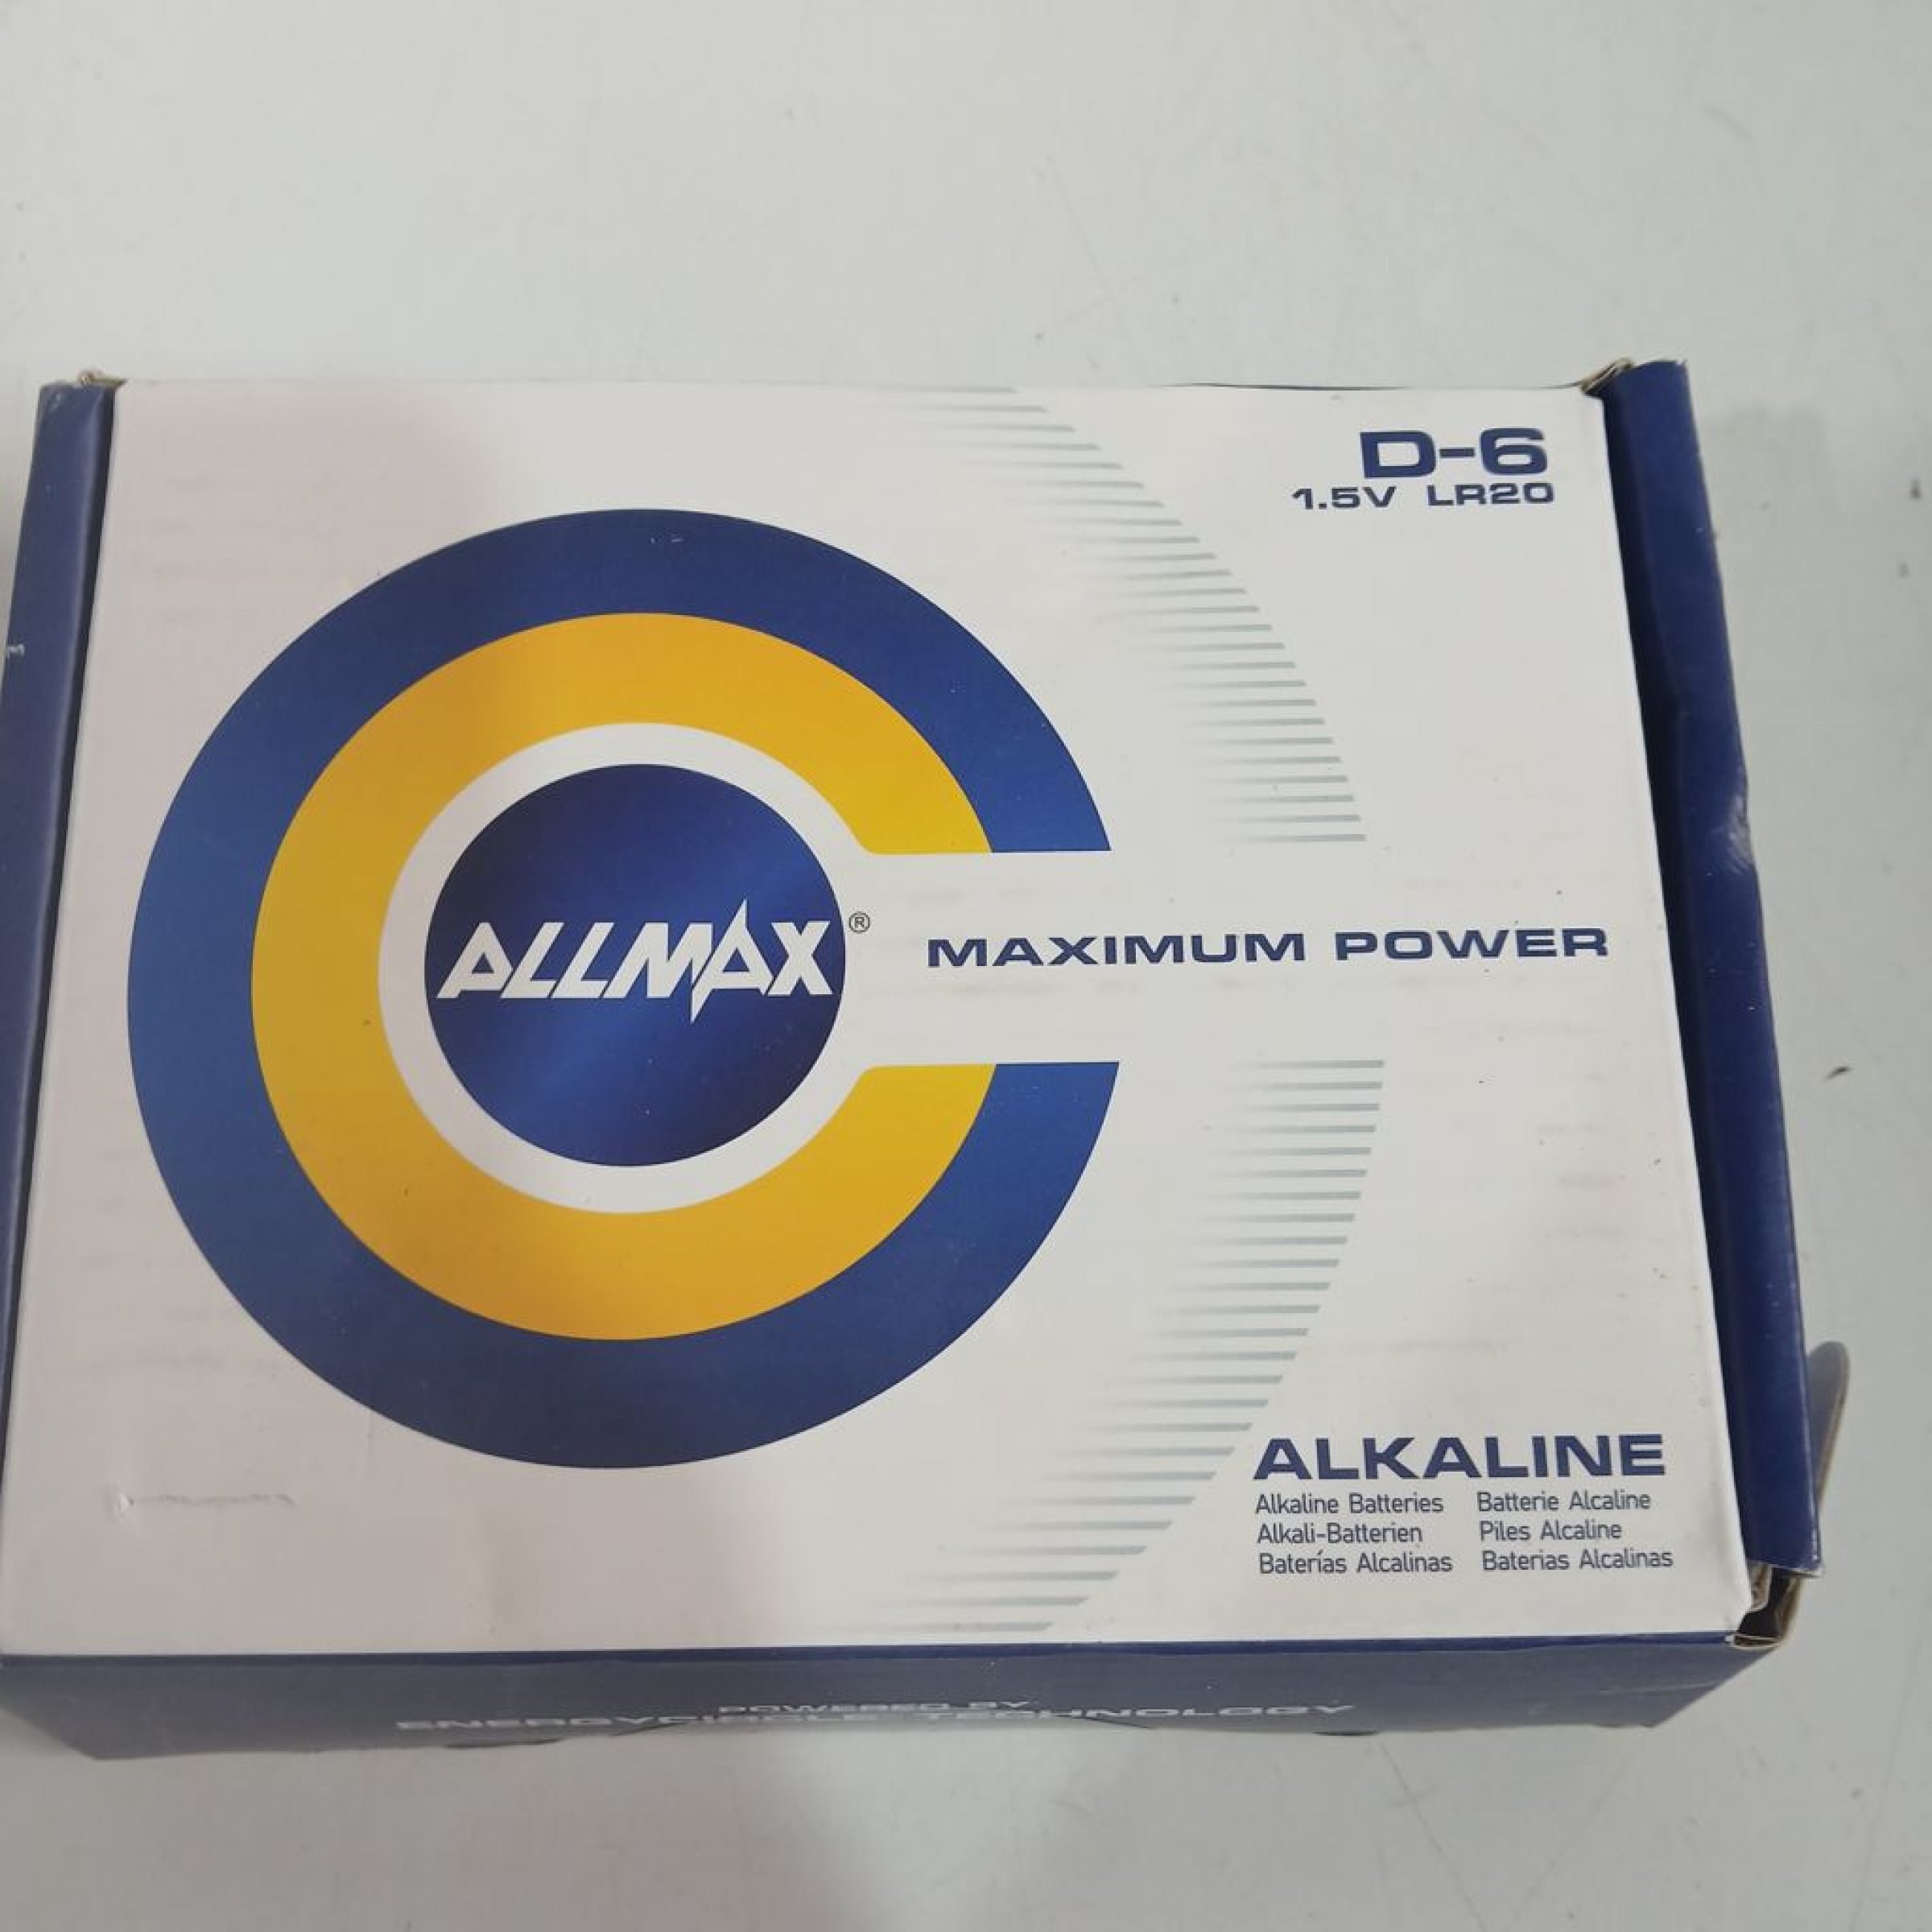 D-6
1.5V LR20
ALLMAX®
MAXIMUM POWER
ALKALINE
Alkaline Batteries Batterie Alcaline
Alkali-Batterien Piles Alcaline
Baterías Alcalinas Baterias Alcalinas
POWERED BY
ENERGYCIRCLE TECHNOLOGY